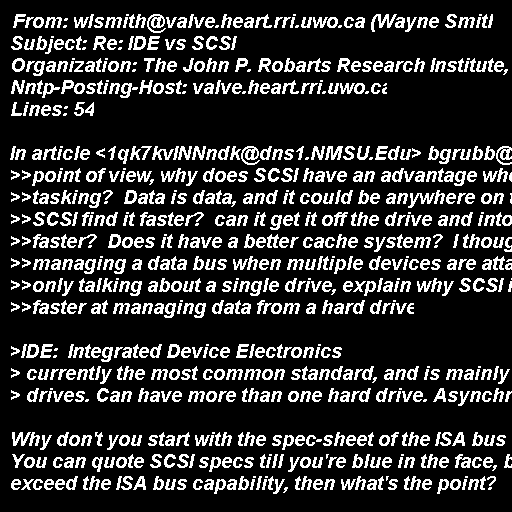 From: wlsmith@valve.heart.rri.uwo.ca (Wayne Smith
Subject: Re: IDE vs SCSI
Organization: The John P. Robarts Research Institute,
Nntp-Posting-Host: valve.heart.rri.uwo.ca
Lines: 54

In article <1qk7kvINNndk@dns1.NMSU.Edu> bgrubb@
>>point of view, why does SCSI have an advantage whe
>>tasking?  Data is data, and it could be anywhere on t
>>SCSI find it faster?  can it get it off the drive and into
>>faster?  Does it have a better cache system?  I thoug
>>managing a data bus when multiple devices are atta
>>only talking about a single drive, explain why SCSI i
>>faster at managing data from a hard drive

>IDE:  Integrated Device Electronics
> currently the most common standard, and is mainly
> drives. Can have more than one hard drive. Asynchr

Why don't you start with the spec-sheet of the ISA bus
You can quote SCSI specs till you're blue in the face, b
exceed the ISA bus capability, then what's the point?